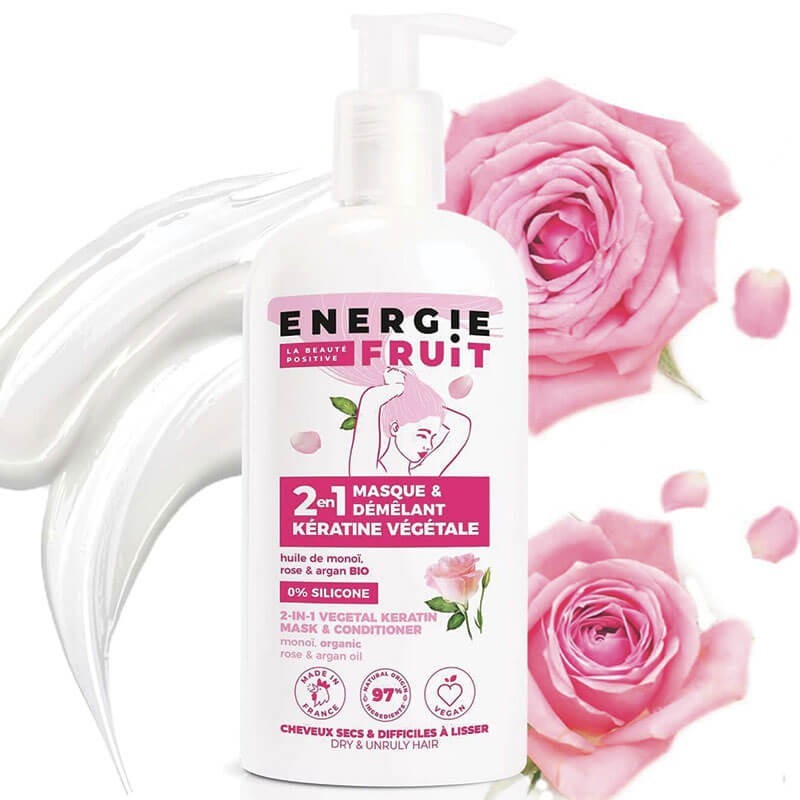 ENERGIE
LA BEAUTÉ
POSITIVE
FRUiT
2en1 MASQUE &
DÉMÊLANT
KÉRATINE VÉGÉTALE
huile de monoï,
rose & argan BIO
0% SILICONE
2-IN-1 VEGETAL KERATIN
MASK & CONDITIONER
monoï, organic
rose & argan oil
MADE IN
FRANCE
NATURAL ORIGIN
97%
INGREDIENTS
VEGAN
CHEVEUX SECS & DIFFICILES À LISSER
DRY & UNRULY HAIR